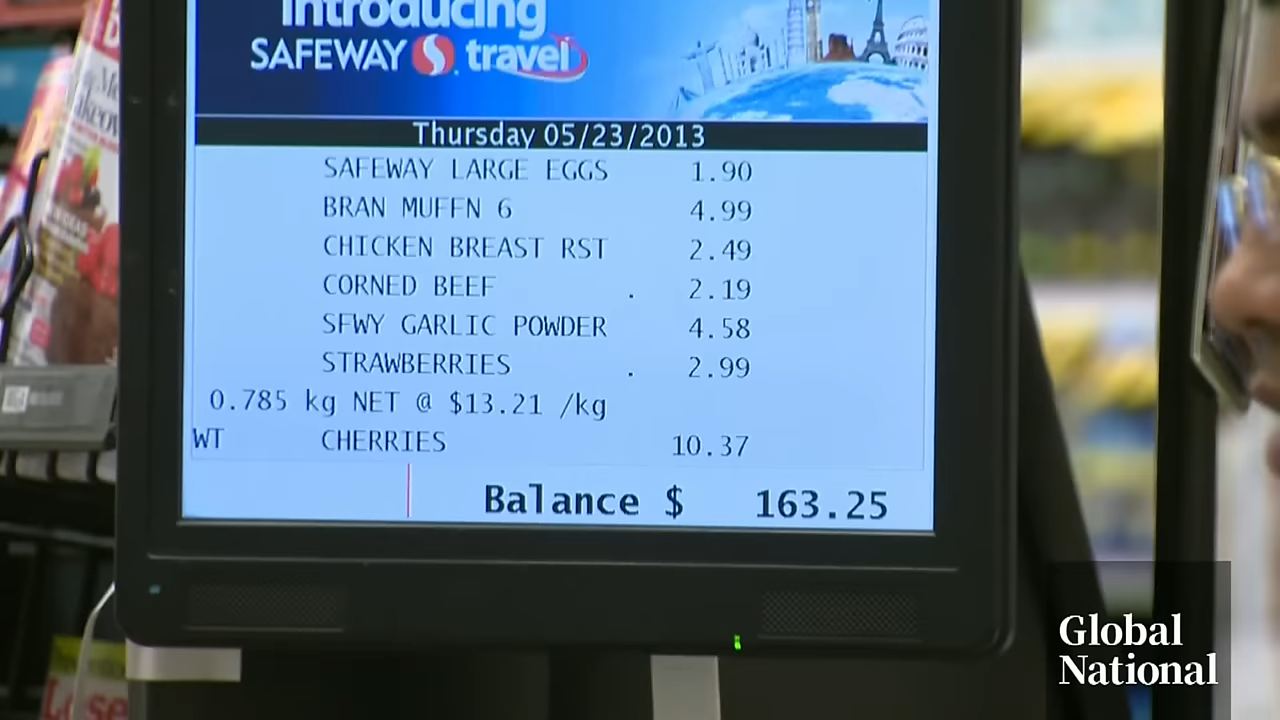 Introducing
SAFEWAY travel
Thursday 05/23/2013
SAFEWAY LARGE EGGS 1.90
BRAN MUFFN 6 4.99
CHICKEN BREAST RST 2.49
CORNED BEEF . 2.19
SFWY GARLIC POWDER 4.58
STRAWBERRIES . 2.99
0.785 kg NET @ $13.21 /kg
WT CHERRIES 10.37
Balance $ 163.25
Global
National